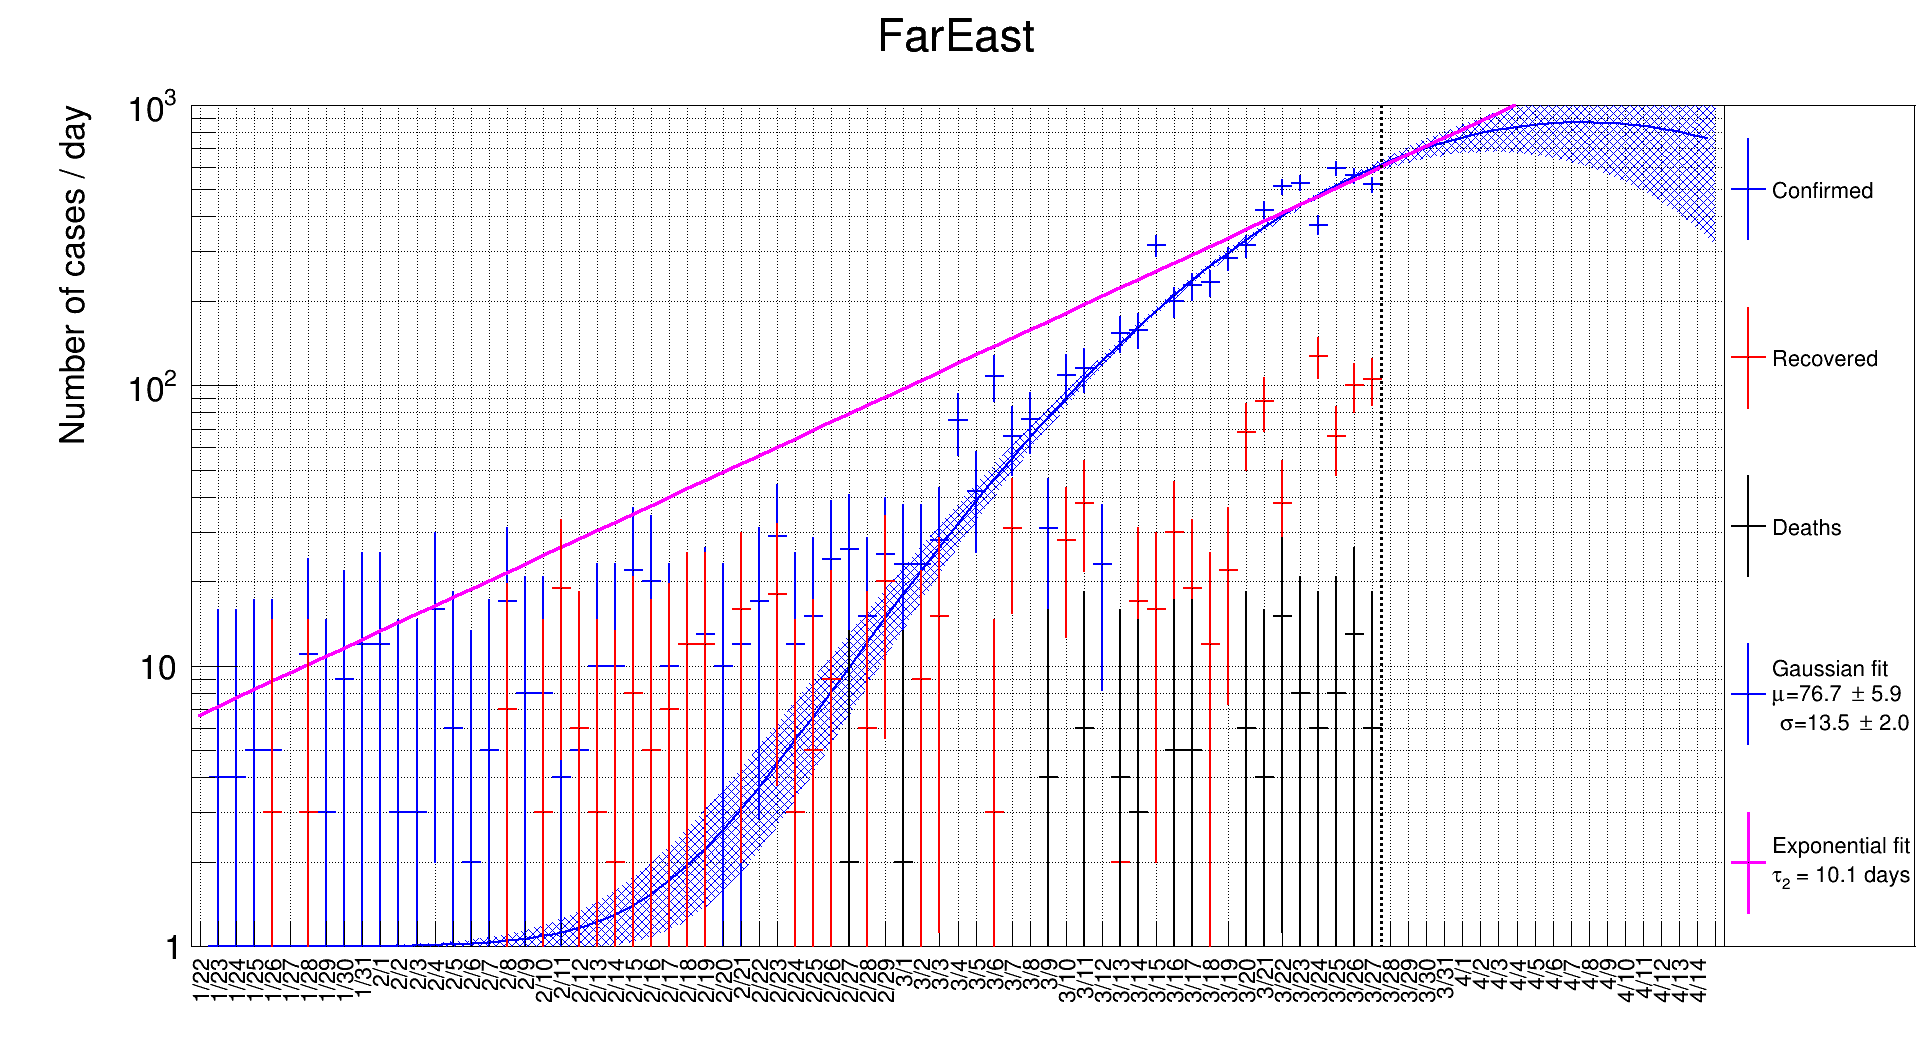 FarEast
Number of cases / day
10³
10²
10
1
1/22 1/23 1/24 1/25 1/26 1/27 1/28 1/29 1/30 1/31 2/1 2/2 2/3 2/4 2/5 2/6 2/7 2/8 2/9 2/10 2/11 2/12 2/13 2/14 2/15 2/16 2/17 2/18 2/19 2/20 2/21 2/22 2/23 2/24 2/25 2/26 2/27 2/28 2/29 3/1 3/2 3/3 3/4 3/5 3/6 3/7 3/8 3/9 3/10 3/11 3/12 3/13 3/14 3/15 3/16 3/17 3/18 3/19 3/20 3/21 3/22 3/23 3/24 3/25 3/26 3/27 3/28 3/29 3/30 3/31 4/1 4/2 4/3 4/4 4/5 4/6 4/7 4/8 4/9 4/10 4/11 4/12 4/13 4/14
Confirmed
Recovered
Deaths
Gaussian fit
μ=76.7 ± 5.9
σ=13.5 ± 2.0
Exponential fit
τ₂ = 10.1 days